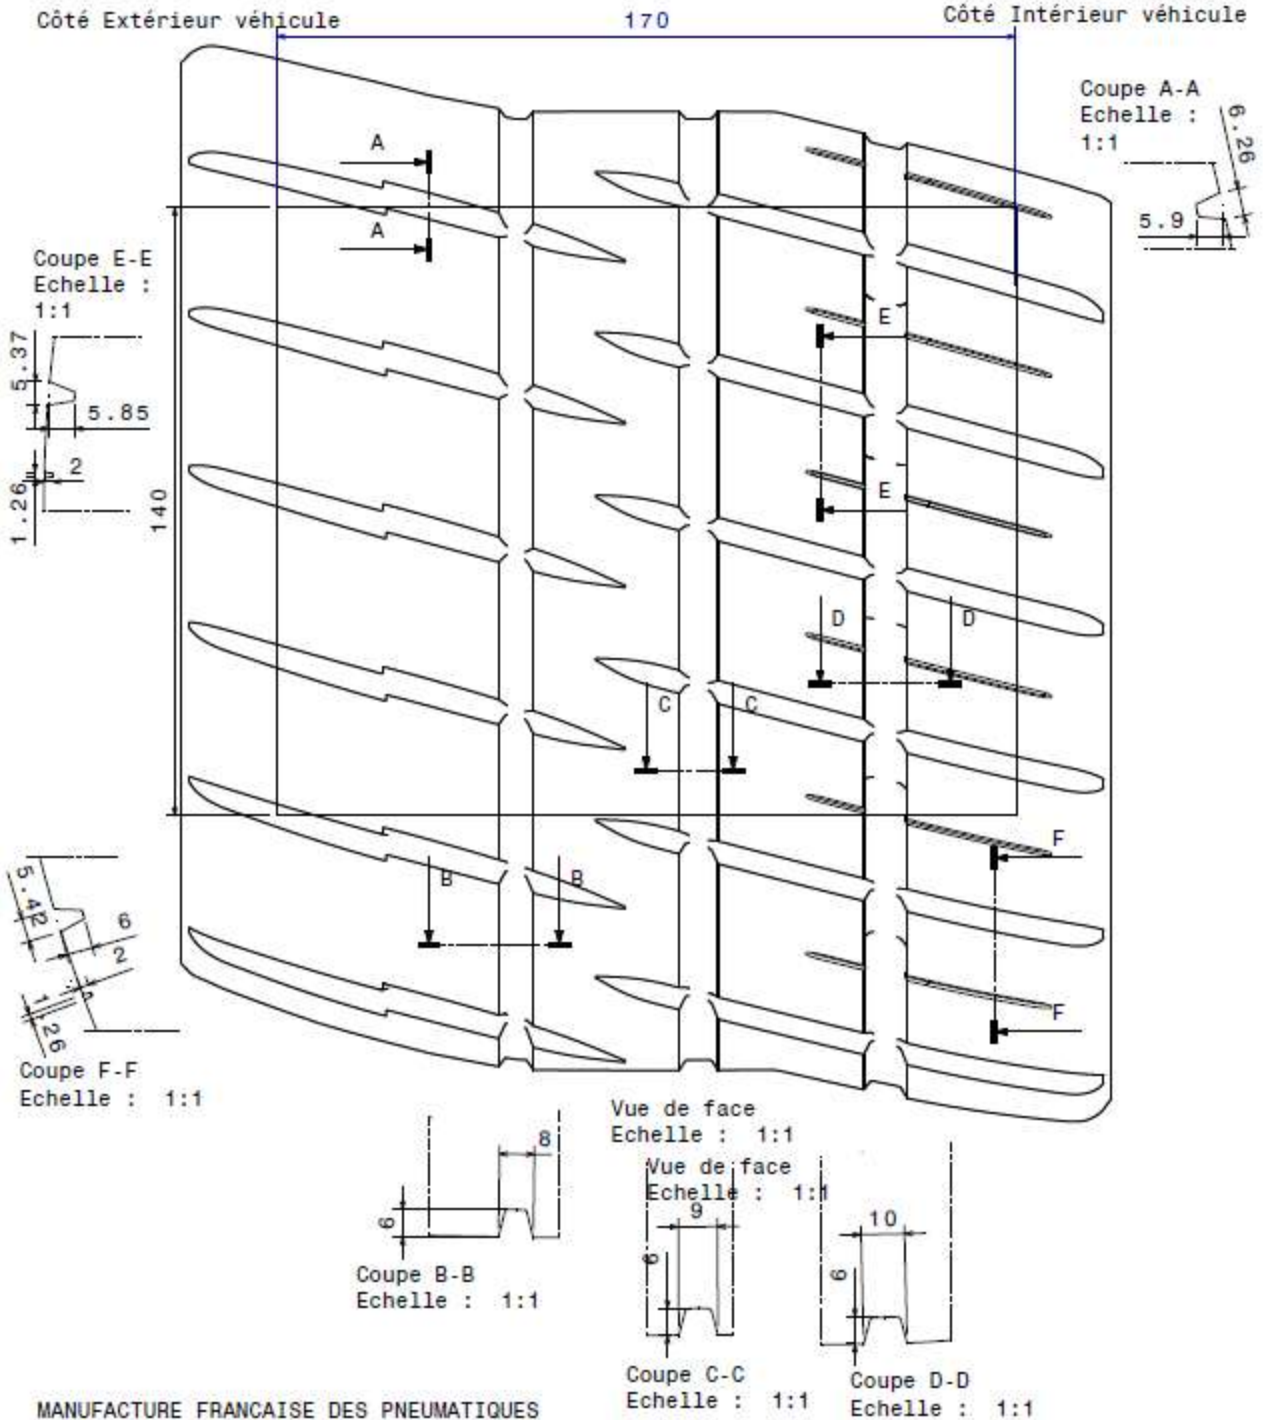 Côté Extérieur véhicule
170
Côté Intérieur véhicule
Coupe A-A
Echelle :
1:1
6.26
5.9
A
A
Coupe E-E
Echelle :
1:1
5.37
5.85
2
1.26
140
E
E
D
D
C
C
B
B
F
F
5.42
6
2
1.26
Coupe F-F
Echelle : 1:1
Vue de face
Echelle : 1:1
Vue de face
Echelle : 1:1
8
6
9
6
10
6
Coupe B-B
Echelle : 1:1
Coupe C-C
Echelle : 1:1
Coupe D-D
Echelle : 1:1
MANUFACTURE FRANCAISE DES PNEUMATIQUES